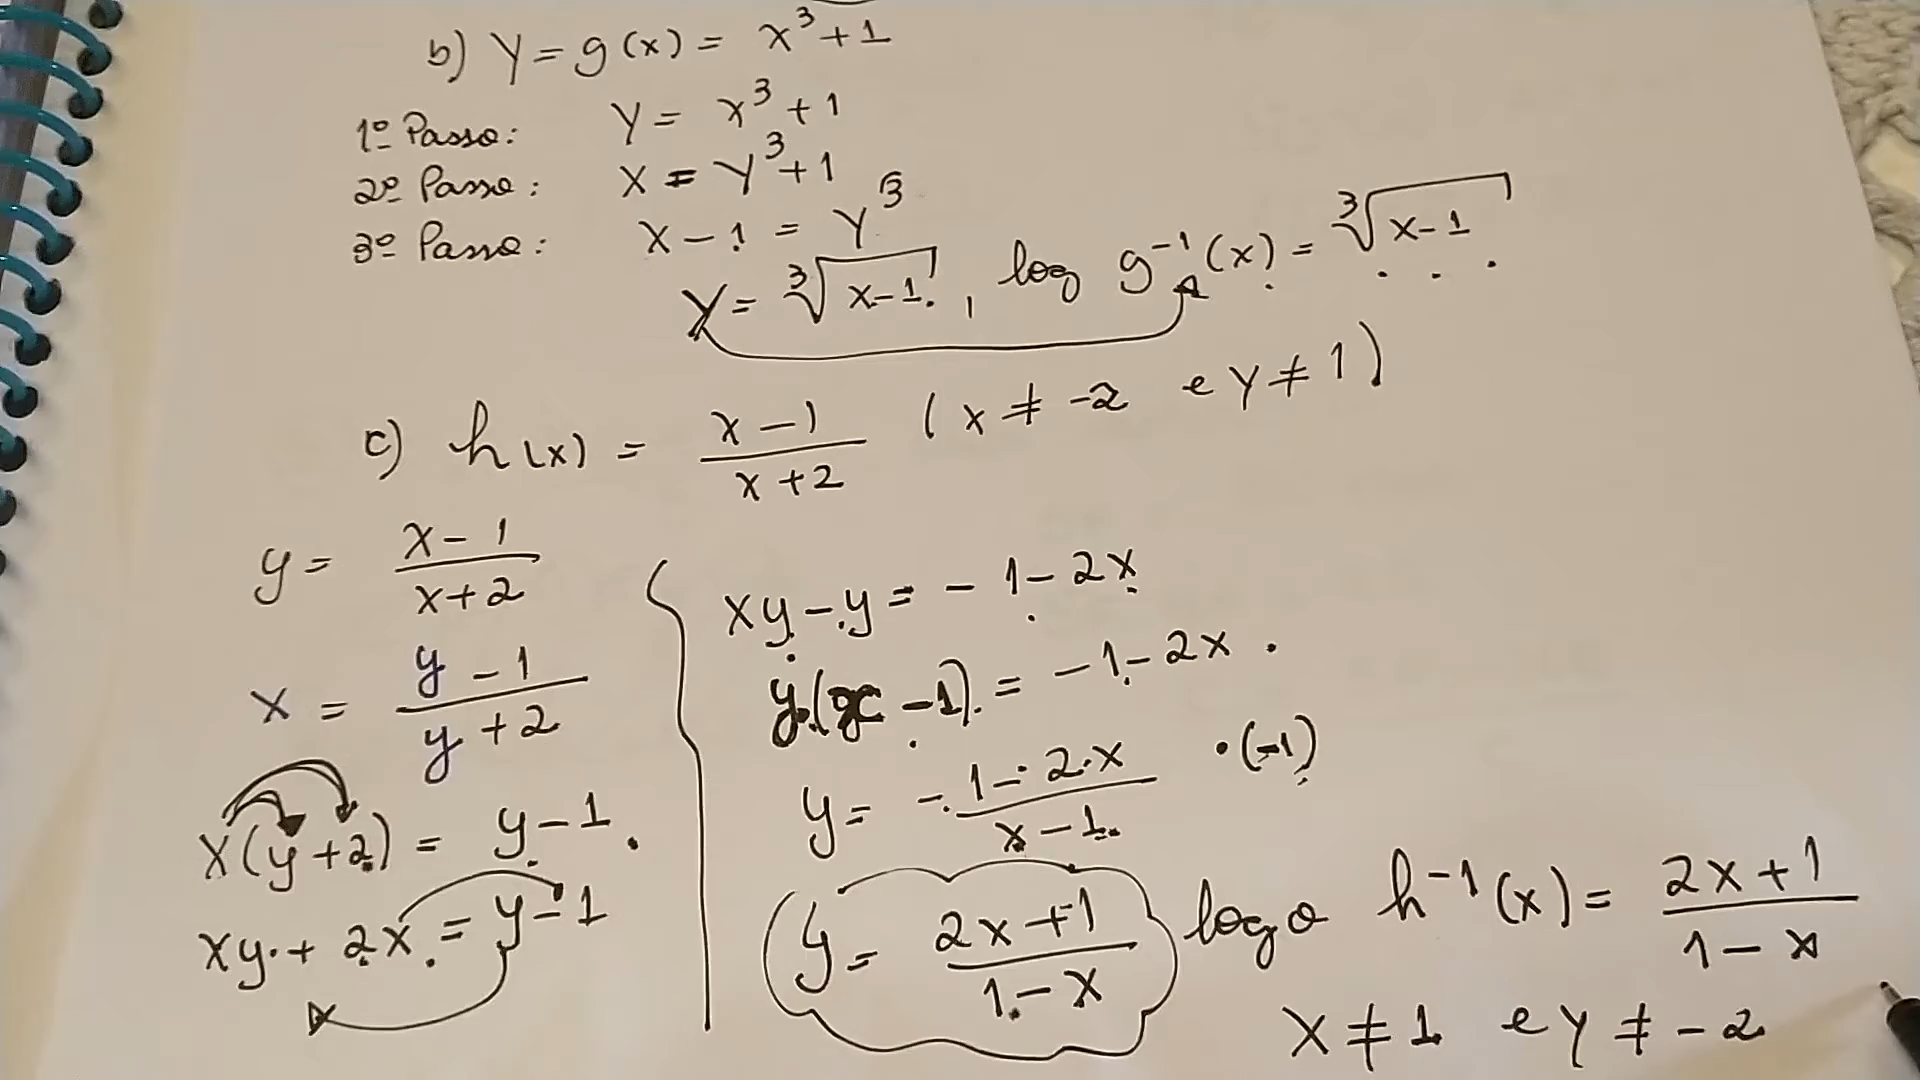 b) Y = g(x) = x³+1
1º Passo: Y = x³+1
2º Passo: X = Y³+1
3º Passo: X-1 = Y³
Y = ∛(x-1), log g⁻¹(x) = ∛(x-1)
c) h(x) = (x-1)/(x+2) (x ≠ -2 e Y ≠ 1)
y = (x-1)/(x+2)
x = (y-1)/(y+2)
x(y+2) = y-1
xy + 2x = y-1
xy-y = -1-2x
y(x-1) = -1-2x
y = (-1-2·x)/(x-1) ·(-1)
y = (2x+1)/(1-x) logo h⁻¹(x) = (2x+1)/(1-x)
X ≠ 1 e Y ≠ -2